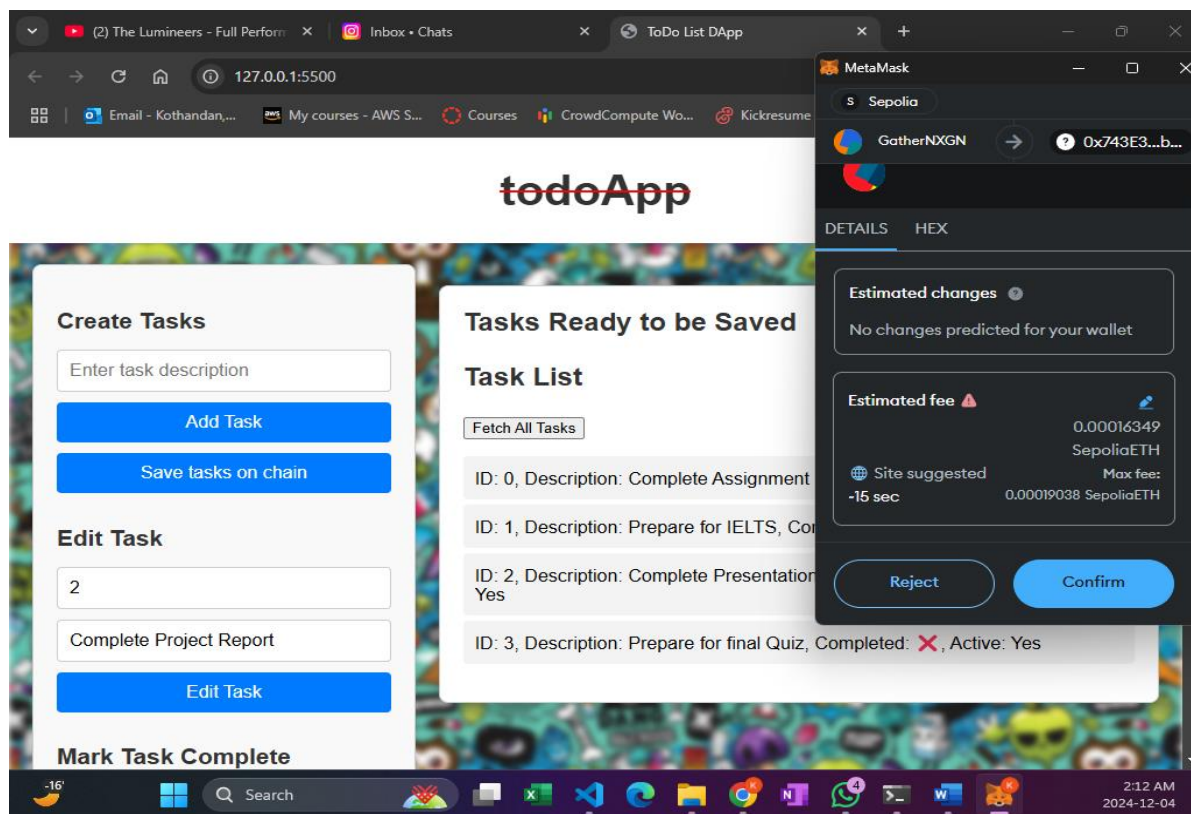 (2) The Lumineers - Full Perform
Inbox • Chats
ToDo List DApp
127.0.0.1:5500
Email - Kothandan,...
My courses - AWS S...
Courses
CrowdCompute Wo...
Kickresume
todoApp
Create Tasks
Enter task description
Add Task
Save tasks on chain
Edit Task
2
Complete Project Report
Edit Task
Mark Task Complete
Tasks Ready to be Saved
Task List
Fetch All Tasks
ID: 0, Description: Complete Assignment
ID: 1, Description: Prepare for IELTS, Co
ID: 2, Description: Complete Presentation
Yes
ID: 3, Description: Prepare for final Quiz, Completed: ❌, Active: Yes
MetaMask
S Sepolia
GatherNXGN
0x743E3...b...
DETAILS HEX
Estimated changes
No changes predicted for your wallet
Estimated fee
0.00016349
SepoliaETH
Site suggested
Max fee:
~15 sec
0.00019038 SepoliaETH
Reject
Confirm
-16°
Search
4
2:12 AM
2024-12-04